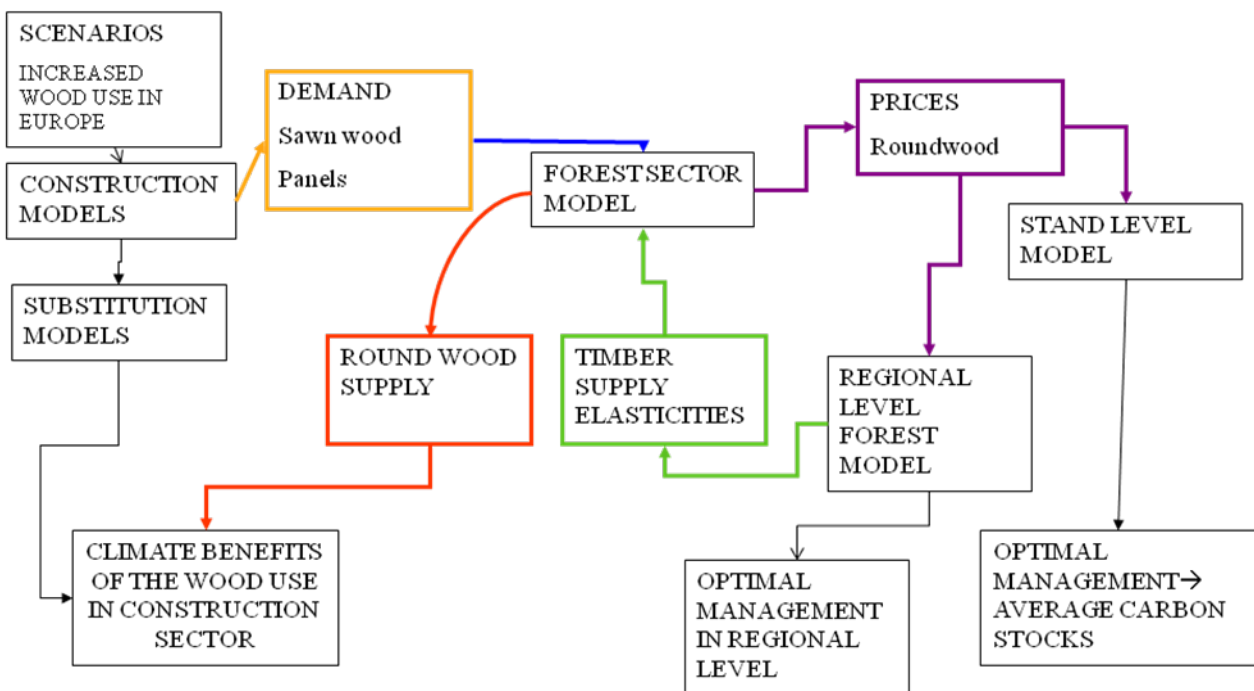 SCENARIOS
INCREASED
WOOD USE IN
EUROPE
CONSTRUCTION
MODELS
SUBSTITUTION
MODELS
DEMAND
Sawn wood
Panels
FOREST SECTOR
MODEL
PRICES
Roundwood
STAND LEVEL
MODEL
ROUND WOOD
SUPPLY
TIMBER
SUPPLY
ELASTICITIES
REGIONAL
LEVEL
FOREST
MODEL
CLIMATE BENEFITS
OF THE WOOD USE
IN CONSTRUCTION
SECTOR
OPTIMAL
MANAGEMENT
IN REGIONAL
LEVEL
OPTIMAL
MANAGEMENT→
AVERAGE CARBON
STOCKS